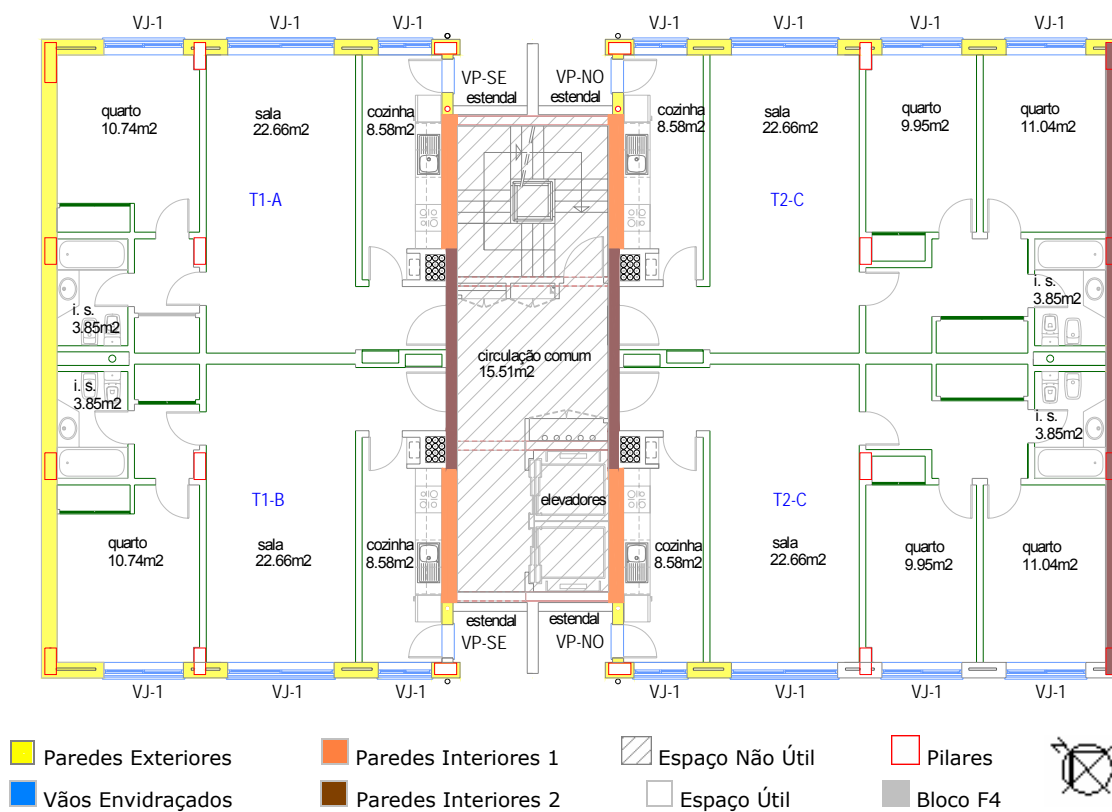 VJ-1 VJ-1 VJ-1 VJ-1 VJ-1 VJ-1 VJ-1
VP-SE VP-NO
estendal estendal
quarto
10.74m2
sala
22.66m2
cozinha
8.58m2
cozinha
8.58m2
sala
22.66m2
quarto
9.95m2
quarto
11.04m2
T1-A T2-C
i. s.
3.85m2
i. s.
3.85m2
circulação comum
15.51m2
i. s.
3.85m2
i. s.
3.85m2
T1-B elevadores T2-C
quarto
10.74m2
sala
22.66m2
cozinha
8.58m2
cozinha
8.58m2
sala
22.66m2
quarto
9.95m2
quarto
11.04m2
estendal estendal
VP-SE VP-NO
VJ-1 VJ-1 VJ-1 VJ-1 VJ-1 VJ-1 VJ-1
Paredes Exteriores Paredes Interiores 1 Espaço Não Útil Pilares
Vãos Envidraçados Paredes Interiores 2 Espaço Útil Bloco F4